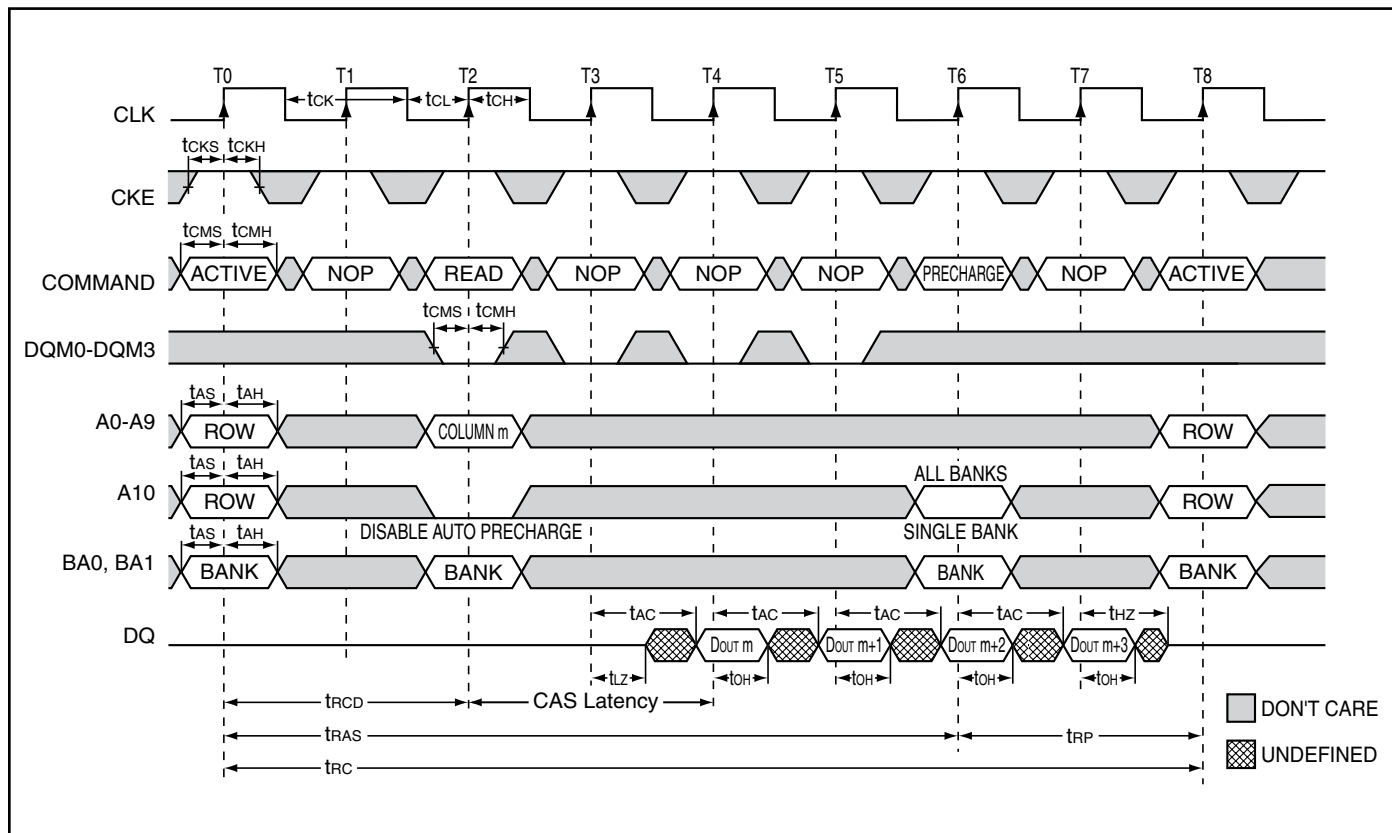 T0 T1 T2 T3 T4 T5 T6 T7 T8
CLK tCK tCL tCH
tCKS tCKH
CKE
tCMS tCMH
COMMAND ACTIVE NOP READ NOP NOP NOP PRECHARGE NOP ACTIVE
tCMS tCMH
DQM0-DQM3
tAS tAH
A0-A9 ROW COLUMN m ROW
tAS tAH ALL BANKS
A10 ROW ROW
tAS tAH DISABLE AUTO PRECHARGE SINGLE BANK
BA0, BA1 BANK BANK BANK BANK
tAC tAC tAC tAC tHZ
DQ DOUT m DOUT m+1 DOUT m+2 DOUT m+3
tLZ tOH tOH tOH tOH
tRCD CAS Latency
DON'T CARE
tRAS tRP
UNDEFINED
tRC